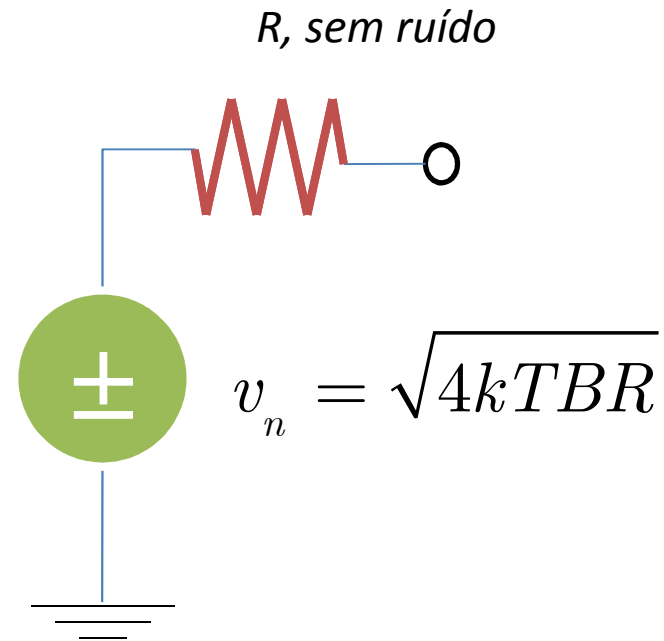 R, sem ruído
±
v_n = √(4kTBR)